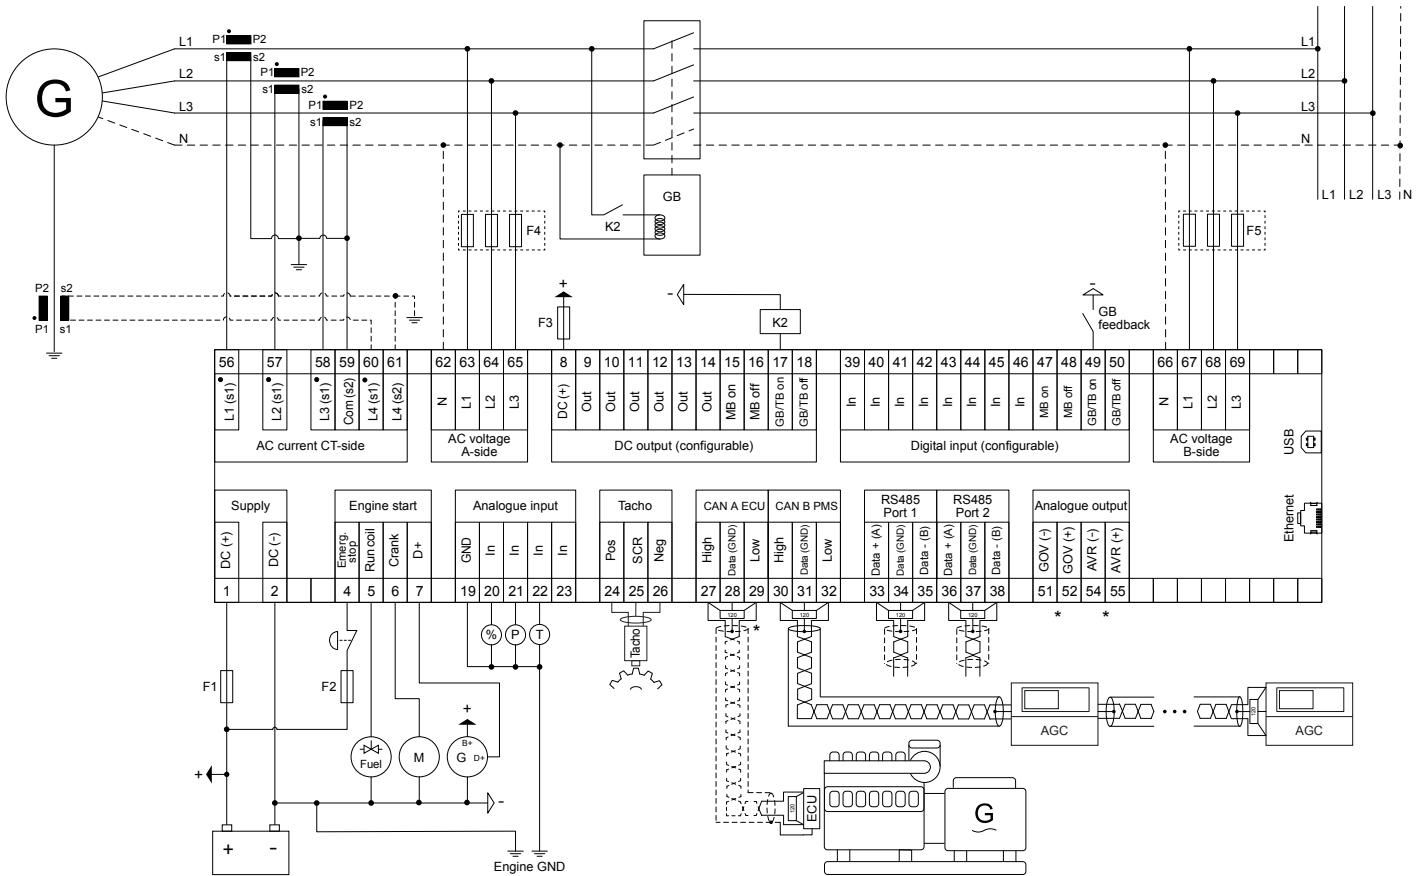 L1 P1 P2 L1
s1 s2
L2 P1 P2 L2
s1 s2
G
L3 P1 P2 L3
s1 s2
N N
L1 L2 L3 N
GB
K2
F4 F5
P2 s2
P1 s1
+
F3
-
K2
-
GB
feedback
56 57 58 59 60 61 62 63 64 65 8 9 10 11 12 13 14 15 16 17 18 39 40 41 42 43 44 45 46 47 48 49 50 66 67 68 69
L1 (s1)
L2 (s1)
L3 (s1)
Com (s2)
L4 (s1)
L4 (s2)
N
L1
L2
L3
DC (+)
Out
Out
Out
Out
Out
Out
MB on
MB off
GB/TB on
GB/TB off
In
In
In
In
In
In
In
In
MB on
MB off
GB/TB on
GB/TB off
N
L1
L2
L3
AC current CT-side
AC voltage
A-side
DC output (configurable)
Digital input (configurable)
AC voltage
B-side
USB
Ethernet
Supply
Engine start
Analogue input
Tacho
CAN A ECU
CAN B PMS
RS485
Port 1
RS485
Port 2
Analogue output
DC (+)
DC (-)
Emerg.
stop
Run coil
Crank
D+
GND
In
In
In
In
Pos
SCR
Neg
High
Data (GND)
Low
High
Data (GND)
Low
Data + (A)
Data (GND)
Data - (B)
Data + (A)
Data (GND)
Data - (B)
GOV (-)
GOV (+)
AVR (-)
AVR (+)
1 2 4 5 6 7 19 20 21 22 23 24 25 26 27 28 29 30 31 32 33 34 35 36 37 38 51 52 54 55
120 120 120 120
* * *
% P T
Tacho
F1 F2
120
AGC AGC
+
B+
Fuel M G D+
+
-
120
ECU
G
+ -
Engine GND